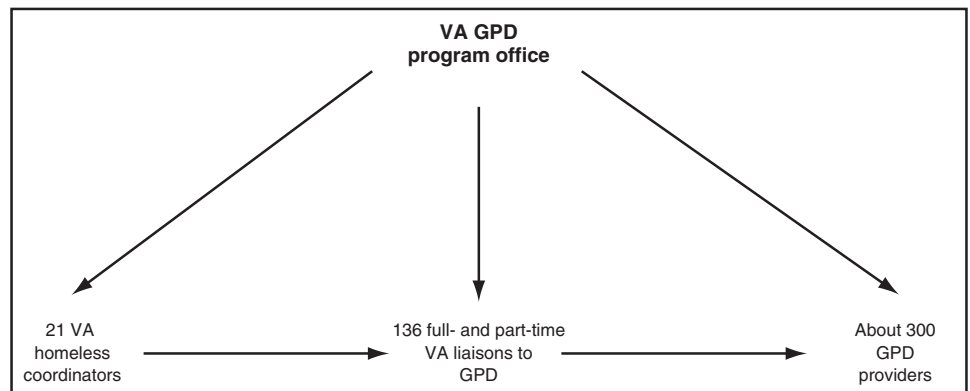 VA GPD
program office
21 VA
homeless
coordinators
136 full- and part-time
VA liaisons to
GPD
About 300
GPD
providers